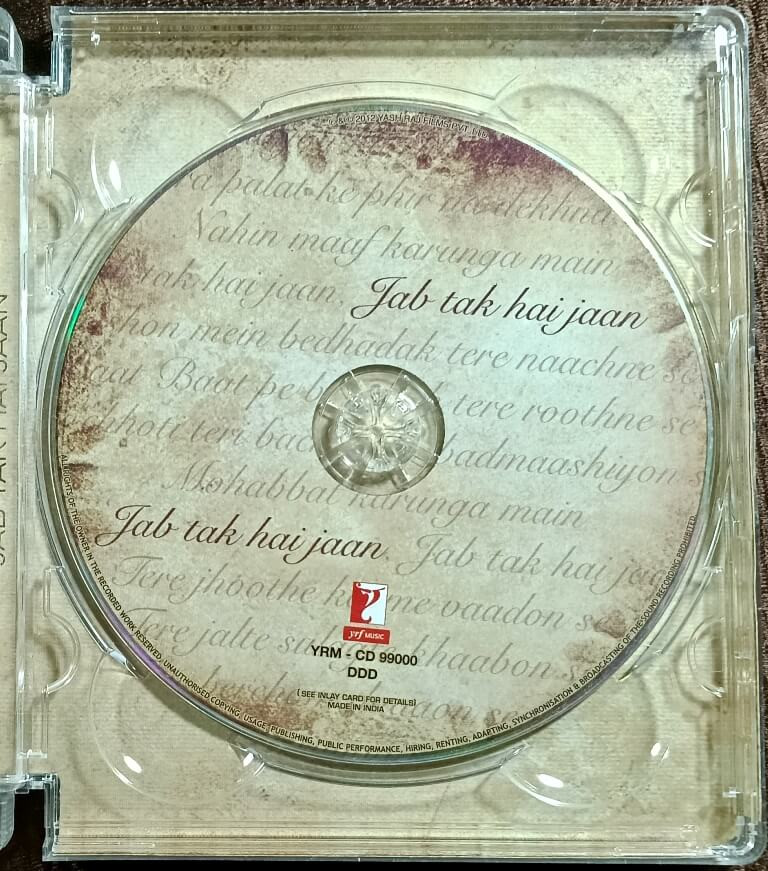 ℗ & © 2012 YASH RAJ FILMS PVT. LTD.
palat ke phir na dekhna
Nahin maaf karunga main
tak hai jaan, Jab tak hai jaan
mein bedhadak tere naachne se
Baat pe tere roothne se
teri badmaashiyon s
Mohabbat karunga main
Jab tak hai jaan. Jab tak hai jaan
Tere jhoothe vaadon se
Tere khaabon se
yrf MUSIC
YRM - CD 99000
DDD
( SEE INLAY CARD FOR DETAILS)
MADE IN INDIA
ALL RIGHTS OF THE OWNER IN THE RECORDED WORK RESERVED. UNAUTHORISED COPYING, USAGE, PUBLISHING, PUBLIC PERFORMANCE, HIRING, RENTING, ADAPTING, SYNCHRONISATION & BROADCASTING OF THE SOUND RECORDING PROHIBITED.
JAB TAK HAI JAAN